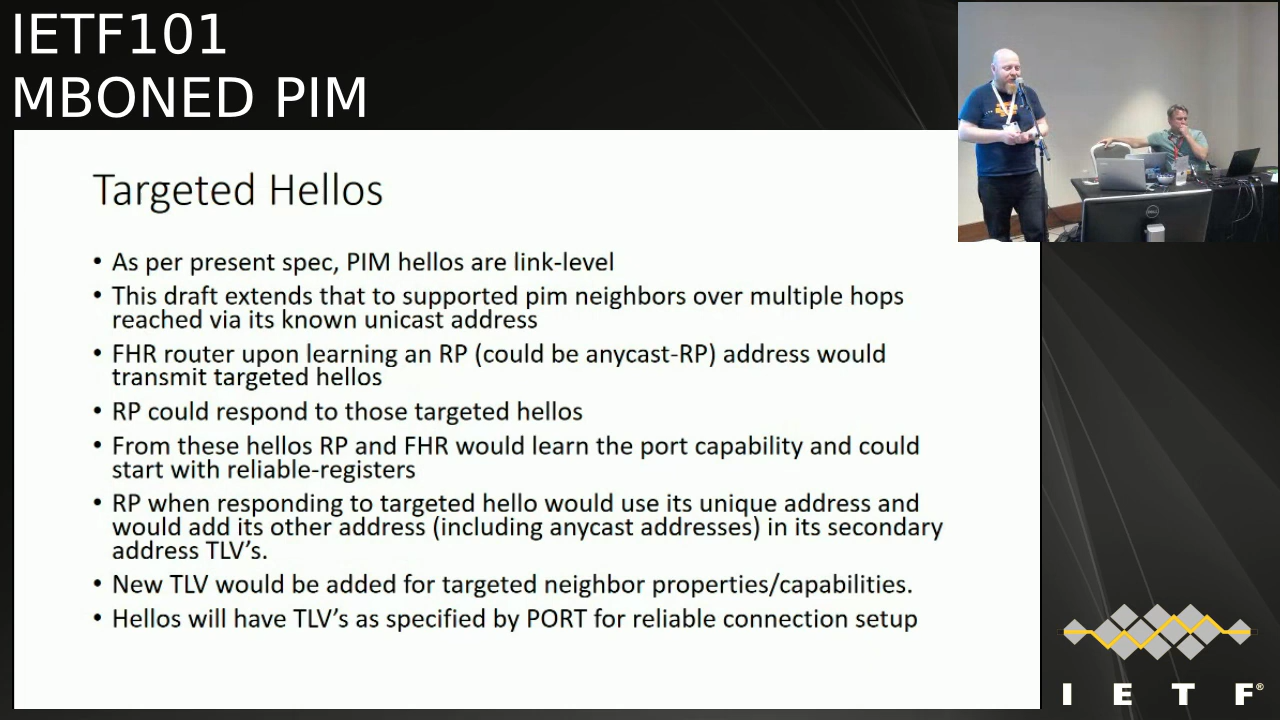 IETF101
MBONED PIM
Targeted Hellos
• As per present spec, PIM hellos are link-level
• This draft extends that to supported pim neighbors over multiple hops
reached via its known unicast address
• FHR router upon learning an RP (could be anycast-RP) address would
transmit targeted hellos
• RP could respond to those targeted hellos
• From these hellos RP and FHR would learn the port capability and could
start with reliable-registers
• RP when responding to targeted hello would use its unique address and
would add its other address (including anycast addresses) in its secondary
address TLV’s.
• New TLV would be added for targeted neighbor properties/capabilities.
• Hellos will have TLV’s as specified by PORT for reliable connection setup
DELL
I E T F®